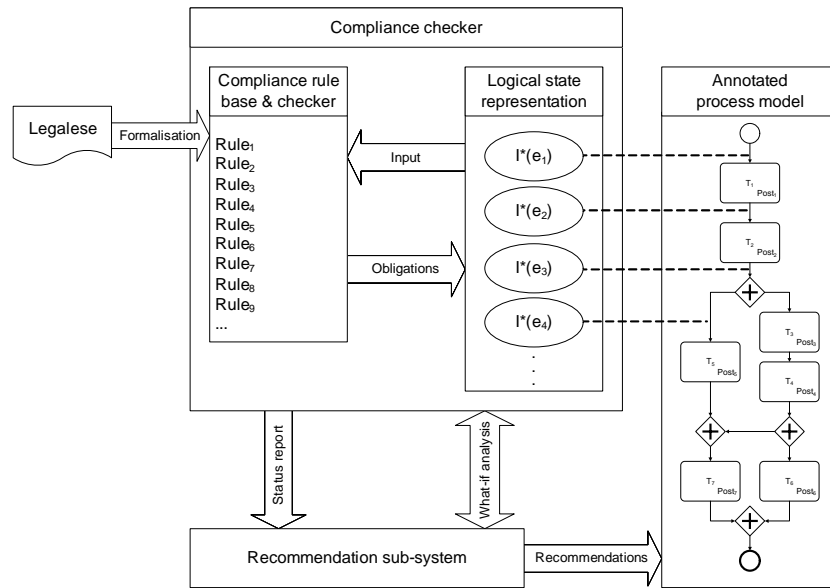 Compliance checker
Compliance rule
base & checker
Logical state
representation
Annotated
process model
Legalese
Formalisation
Rule₁
Rule₂
Rule₃
Rule₄
Rule₅
Rule₆
Rule₇
Rule₈
Rule₉
...
Input
Obligations
I*(e₁)
I*(e₂)
I*(e₃)
I*(e₄)
.
.
.
T₁
Post₁
T₂
Post₂
T₃
Post₃
T₅
Post₅
T₄
Post₄
T₇
Post₇
T₆
Post₆
Status report
What-if analysis
Recommendation sub-system
Recommendations